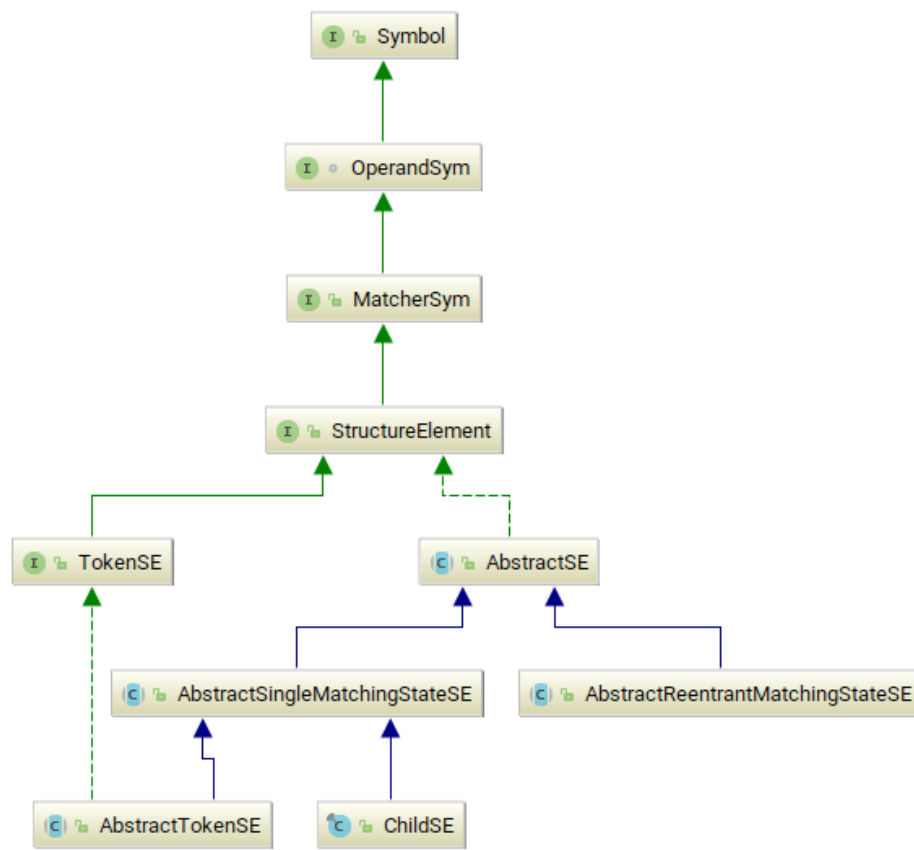 I Symbol
I OperandSym
I MatcherSym
I StructureElement
I TokenSE
C AbstractSE
C AbstractSingleMatchingStateSE
C AbstractReentrantMatchingStateSE
C AbstractTokenSE
C ChildSE